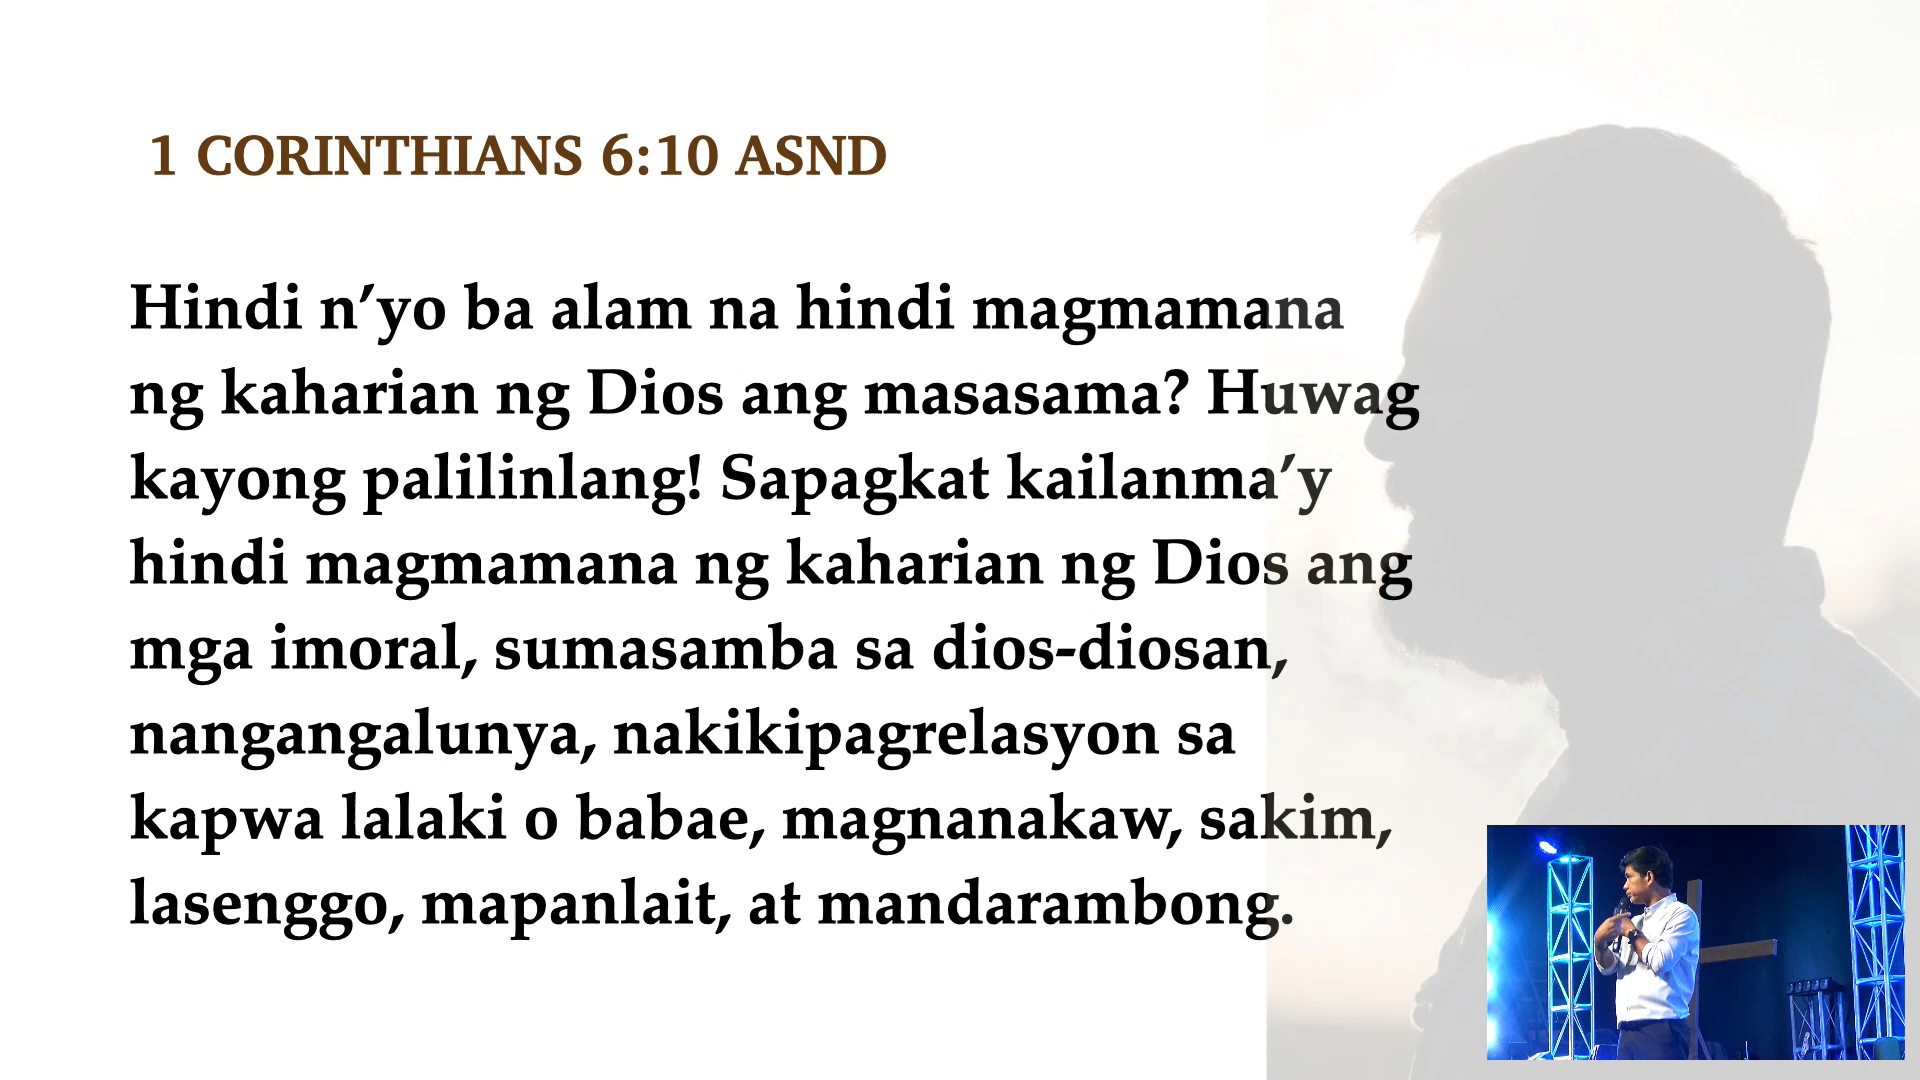 1 CORINTHIANS 6:10 ASND
Hindi n’yo ba alam na hindi magmamana
ng kaharian ng Dios ang masasama? Huwag
kayong palilinlang! Sapagkat kailanma’y
hindi magmamana ng kaharian ng Dios ang
mga imoral, sumasamba sa dios-diosan,
nangangalunya, nakikipagrelasyon sa
kapwa lalaki o babae, magnanakaw, sakim,
lasenggo, mapanlait, at mandarambong.